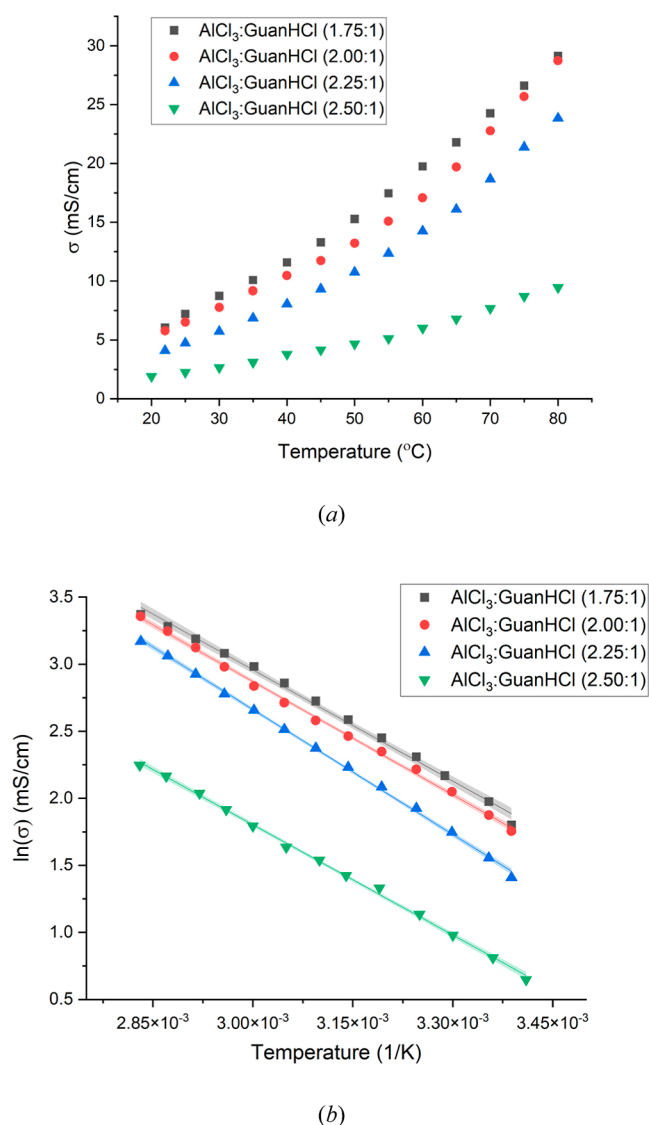 AlCl₃:GuanHCl (1.75:1)
AlCl₃:GuanHCl (2.00:1)
AlCl₃:GuanHCl (2.25:1)
AlCl₃:GuanHCl (2.50:1)
30
25
20
15
10
5
0
σ (mS/cm)
20 30 40 50 60 70 80
Temperature (°C)
(a)
AlCl₃:GuanHCl (1.75:1)
AlCl₃:GuanHCl (2.00:1)
AlCl₃:GuanHCl (2.25:1)
AlCl₃:GuanHCl (2.50:1)
3.5
3.0
2.5
2.0
1.5
1.0
0.5
ln(σ) (mS/cm)
2.85×10⁻³ 3.00×10⁻³ 3.15×10⁻³ 3.30×10⁻³ 3.45×10⁻³
Temperature (1/K)
(b)